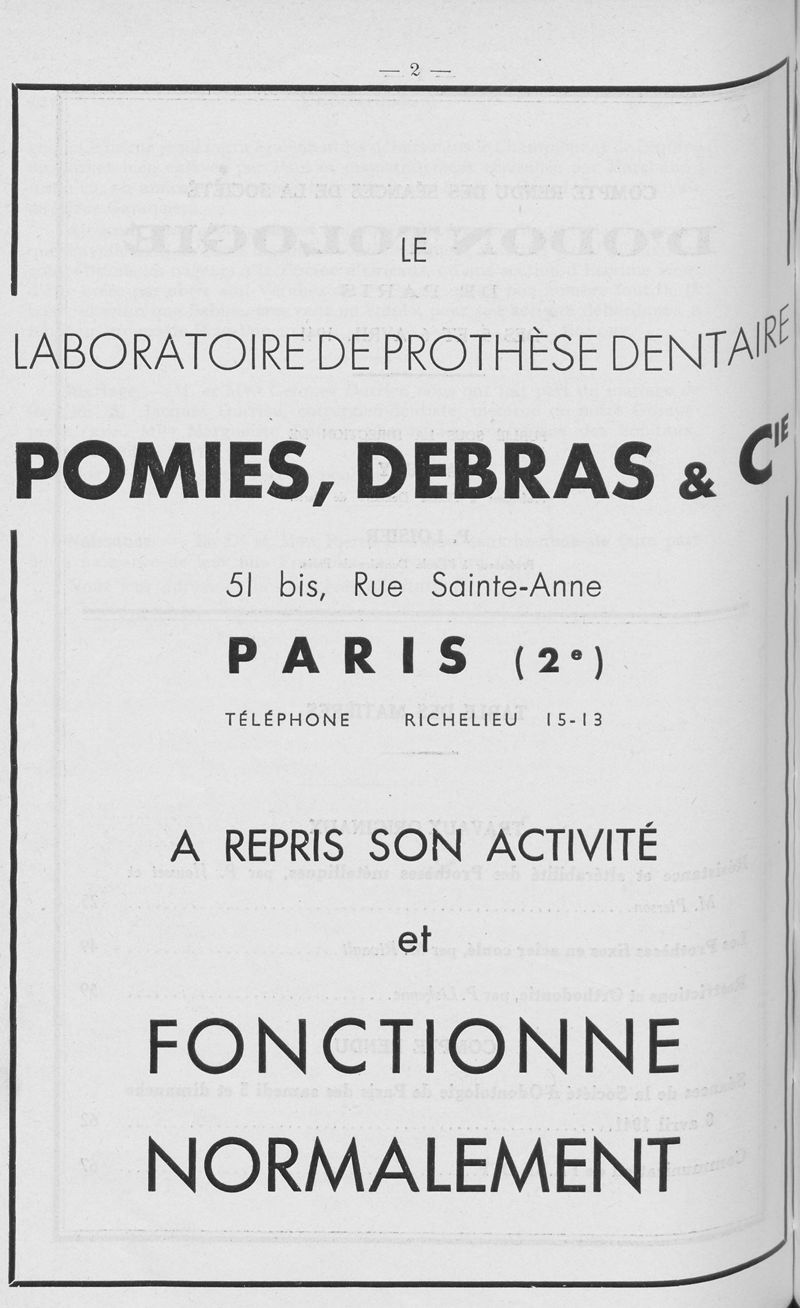 — 2 —
LE
LABORATOIRE DE PROTHÈSE DENTAIRE
POMIES, DEBRAS & CIE
51 bis, Rue Sainte-Anne
PARIS (2e)
TÉLÉPHONE RICHELIEU 15-13
A REPRIS SON ACTIVITÉ
et
FONCTIONNE
NORMALEMENT